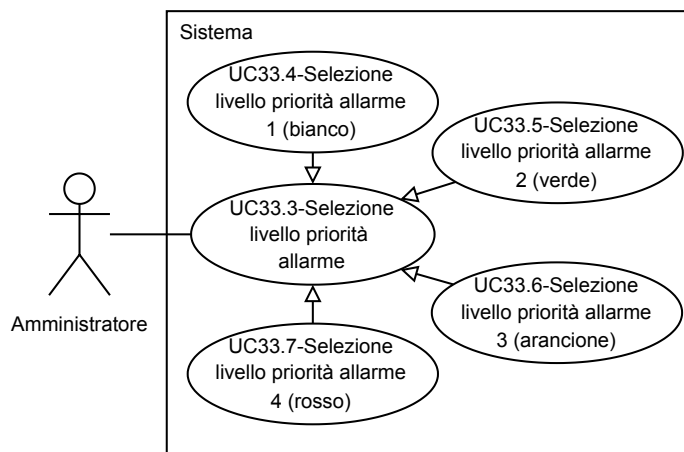 Sistema
UC33.4-Selezione
livello priorità allarme
1 (bianco)
UC33.5-Selezione
livello priorità allarme
2 (verde)
UC33.3-Selezione
livello priorità
allarme
UC33.6-Selezione
livello priorità allarme
3 (arancione)
Amministratore
UC33.7-Selezione
livello priorità allarme
4 (rosso)